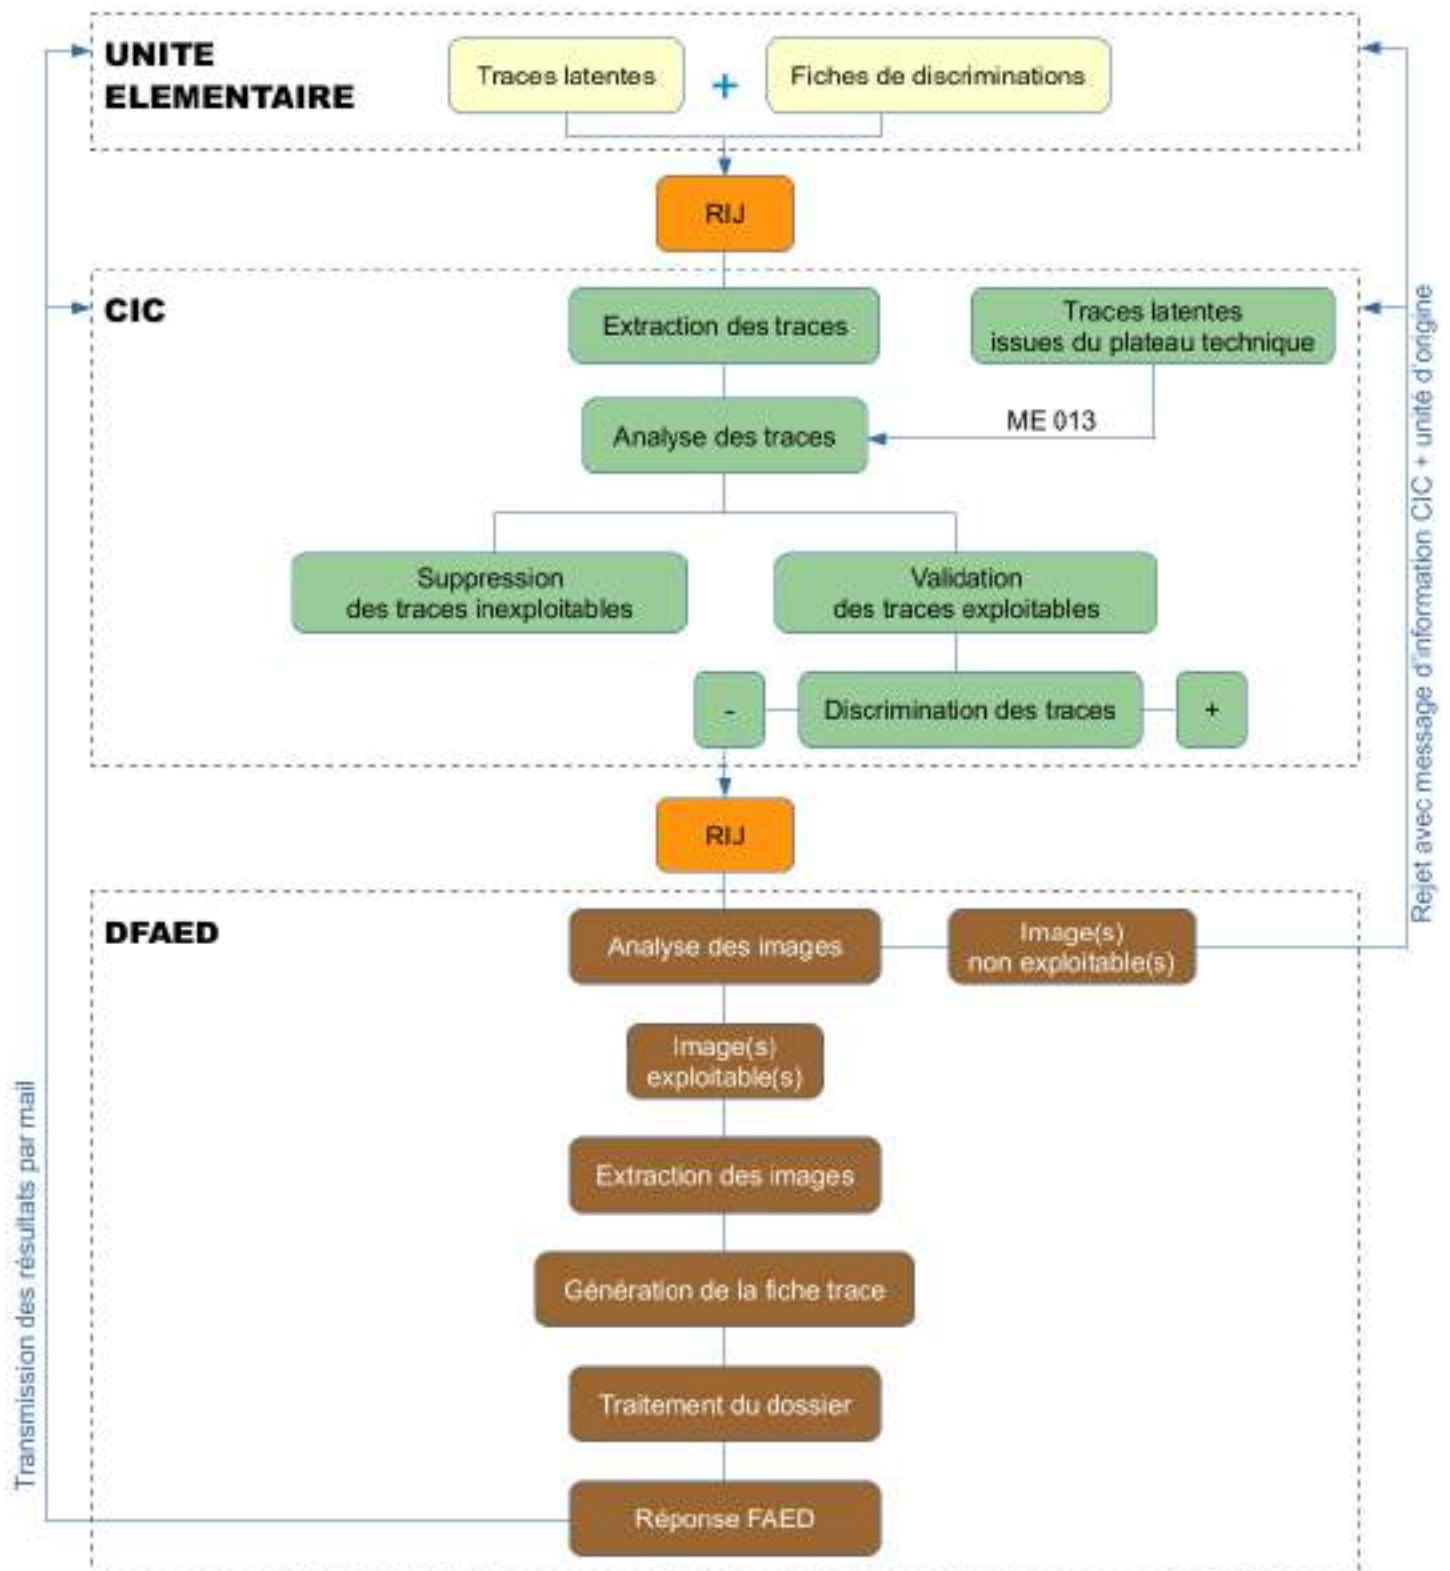 UNITE
ELEMENTAIRE
Traces latentes
+
Fiches de discriminations
RIJ
CIC
Extraction des traces
Traces latentes
issues du plateau technique
ME 013
Analyse des traces
Suppression
des traces inexploitables
Validation
des traces exploitables
-
Discrimination des traces
+
RIJ
DFAED
Analyse des images
Image(s)
non exploitable(s)
Image(s)
exploitable(s)
Extraction des images
Génération de la fiche trace
Traitement du dossier
Réponse FAED
Transmission des résultats par mail
Rejet avec message d'information CIC + unité d'origine